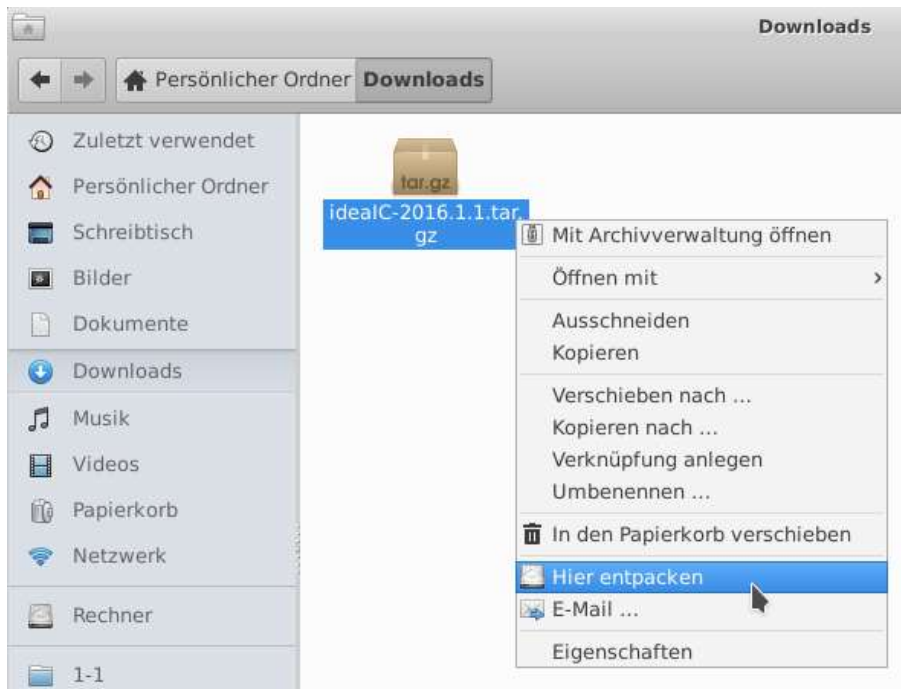 Downloads
Persönlicher Ordner Downloads
Zuletzt verwendet
Persönlicher Ordner
Schreibtisch
Bilder
Dokumente
Downloads
Musik
Videos
Papierkorb
Netzwerk
Rechner
1-1
tar.gz
ideaIC-2016.1.1.tar.
gz
Mit Archivverwaltung öffnen
Öffnen mit
Ausschneiden
Kopieren
Verschieben nach ...
Kopieren nach ...
Verknüpfung anlegen
Umbenennen ...
In den Papierkorb verschieben
Hier entpacken
E-Mail ...
Eigenschaften